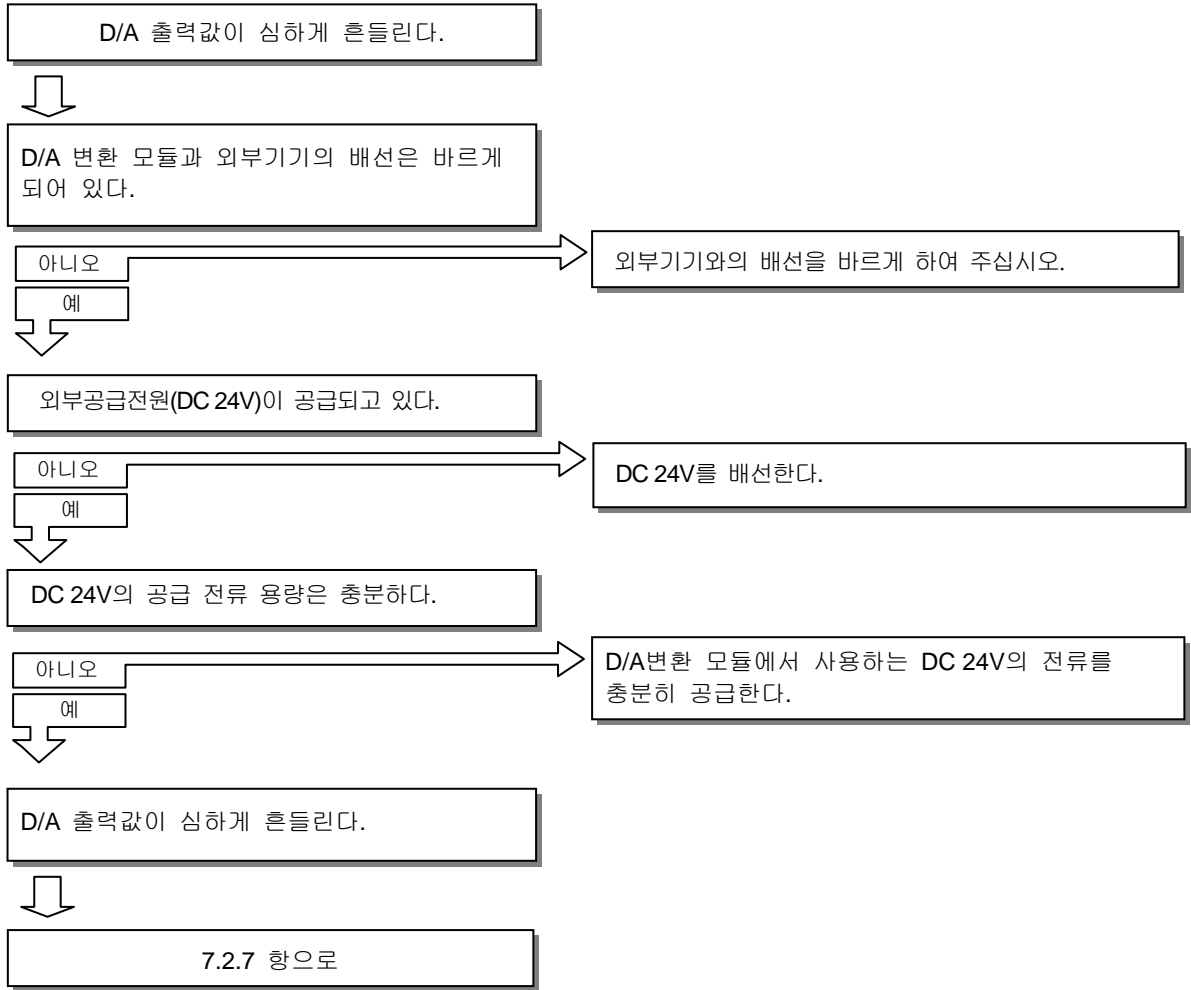 D/A 출력값이 심하게 흔들린다.
D/A 변환 모듈과 외부기기의 배선은 바르게
되어 있다.
아니오
외부기기와의 배선을 바르게 하여 주십시오.
예
외부공급전원(DC 24V)이 공급되고 있다.
아니오
DC 24V를 배선한다.
예
DC 24V의 공급 전류 용량은 충분하다.
아니오
D/A변환 모듈에서 사용하는 DC 24V의 전류를
충분히 공급한다.
예
D/A 출력값이 심하게 흔들린다.
7.2.7 항으로